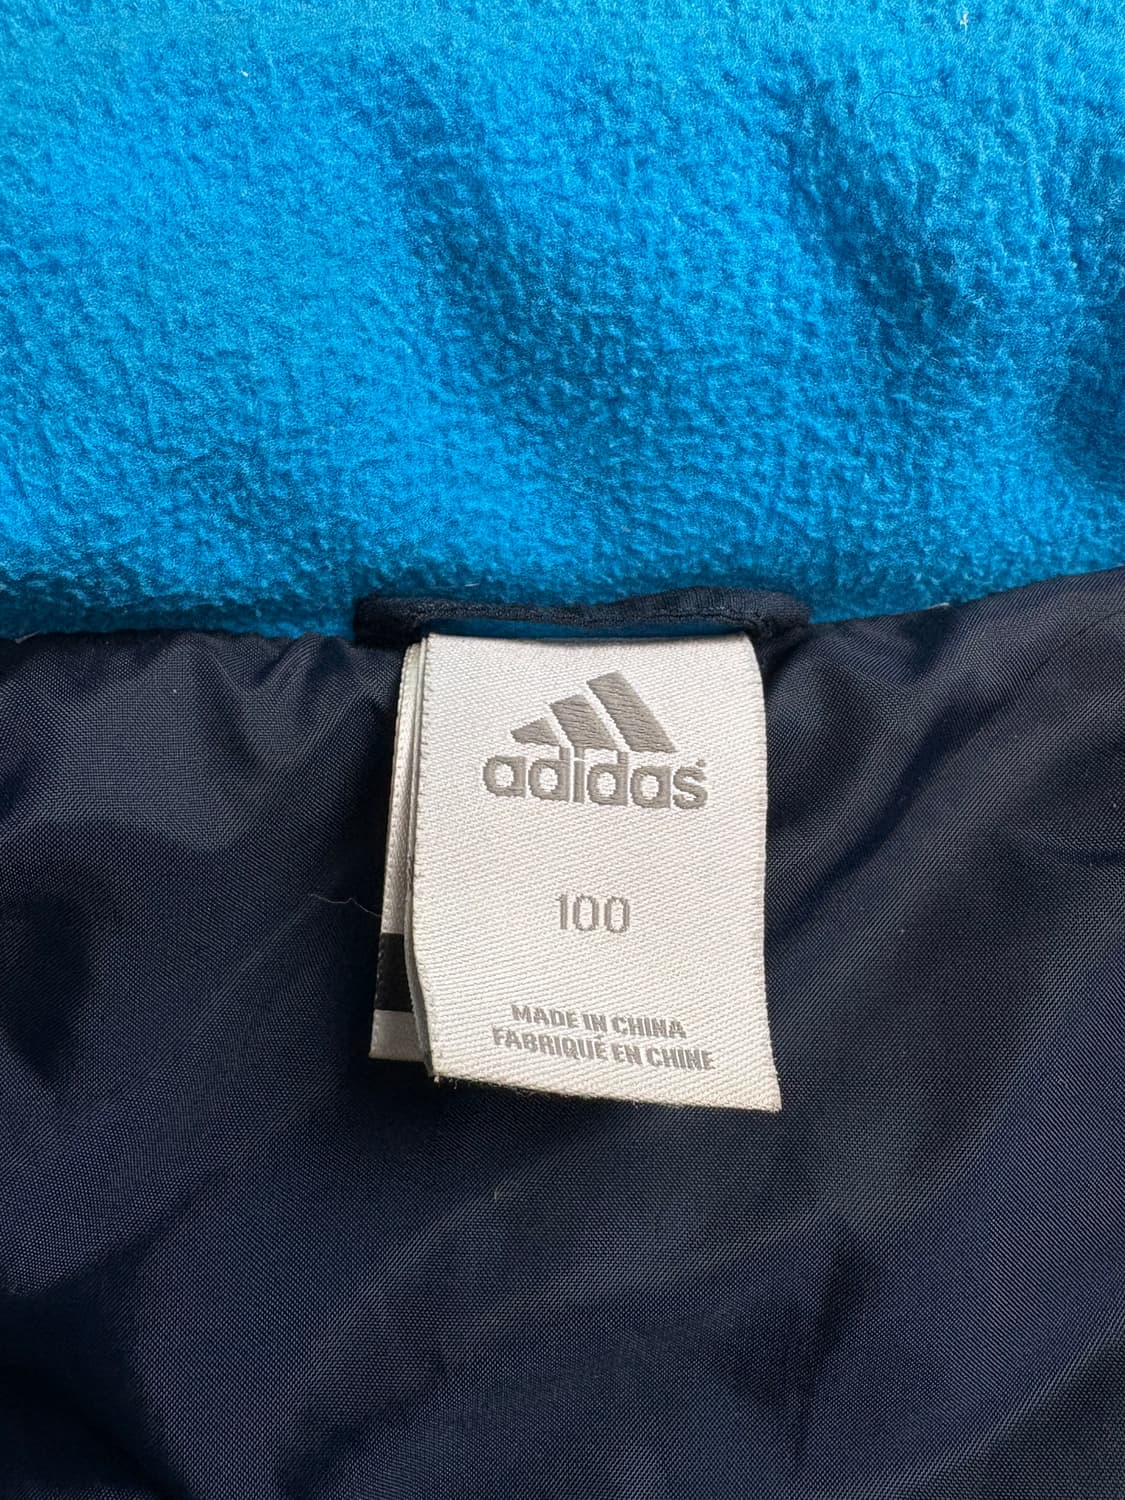 adidas
100
MADE IN CHINA
FABRIQUÉ EN CHINE